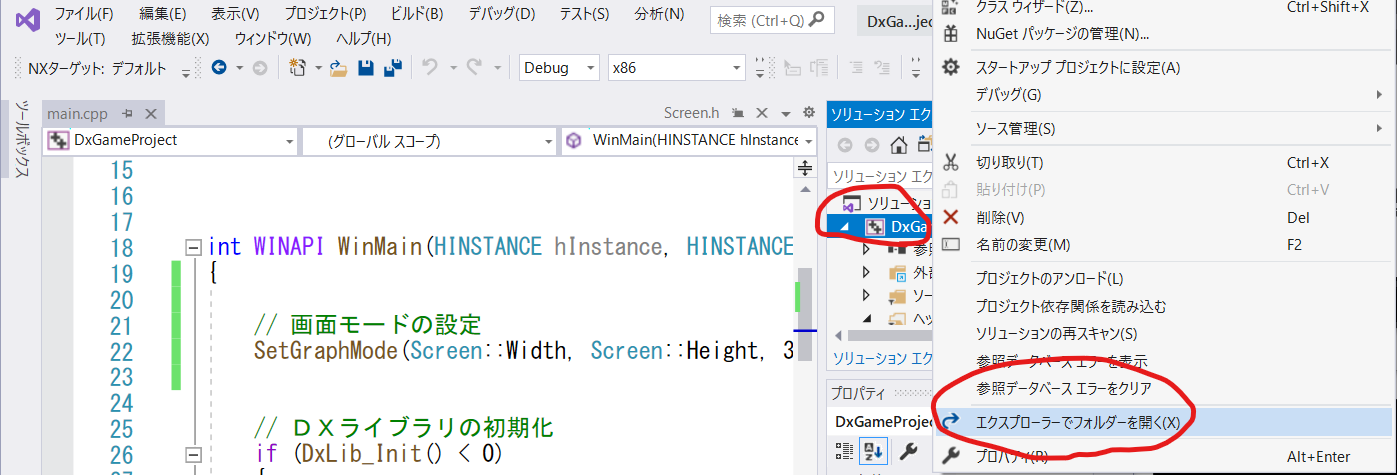 ファイル(F) 編集(E) 表示(V) プロジェクト(P) ビルド(B) デバッグ(D) テスト(S) 分析(N)
ツール(T) 拡張機能(X) ウィンドウ(W) ヘルプ(H)
検索 (Ctrl+Q)
DxGa...ject
NXターゲット: デフォルト
Debug
x86
ツールボックス
main.cpp
Screen.h
DxGameProject
(グローバル スコープ)
WinMain(HINSTANCE hInstance
15
16
17
18 int WINAPI WinMain(HINSTANCE hInstance, HINSTANCE
19 {
20
21 // 画面モードの設定
22 SetGraphMode(Screen::Width, Screen::Height, 3
23
24
25 // ＤＸライブラリの初期化
26 if (DxLib_Init() < 0)
27 {
ソリューション エク
ソリューション エク
ソリューショ
DxGa
参照
外部
ソー
ヘッ
ソリューション エク
プロパティ
DxGameProjec
クラス ウィザード(Z)... Ctrl+Shift+X
NuGet パッケージの管理(N)...
スタートアップ プロジェクトに設定(A)
デバッグ(G)
ソース管理(S)
切り取り(T) Ctrl+X
貼り付け(P) Ctrl+V
削除(V) Del
名前の変更(M) F2
プロジェクトのアンロード(L)
プロジェクト依存関係を読み込む
ソリューションの再スキャン(S)
参照データベース エラーを表示
参照データベース エラーをクリア
エクスプローラーでフォルダーを開く(X)
プロパティ(R) Alt+Enter